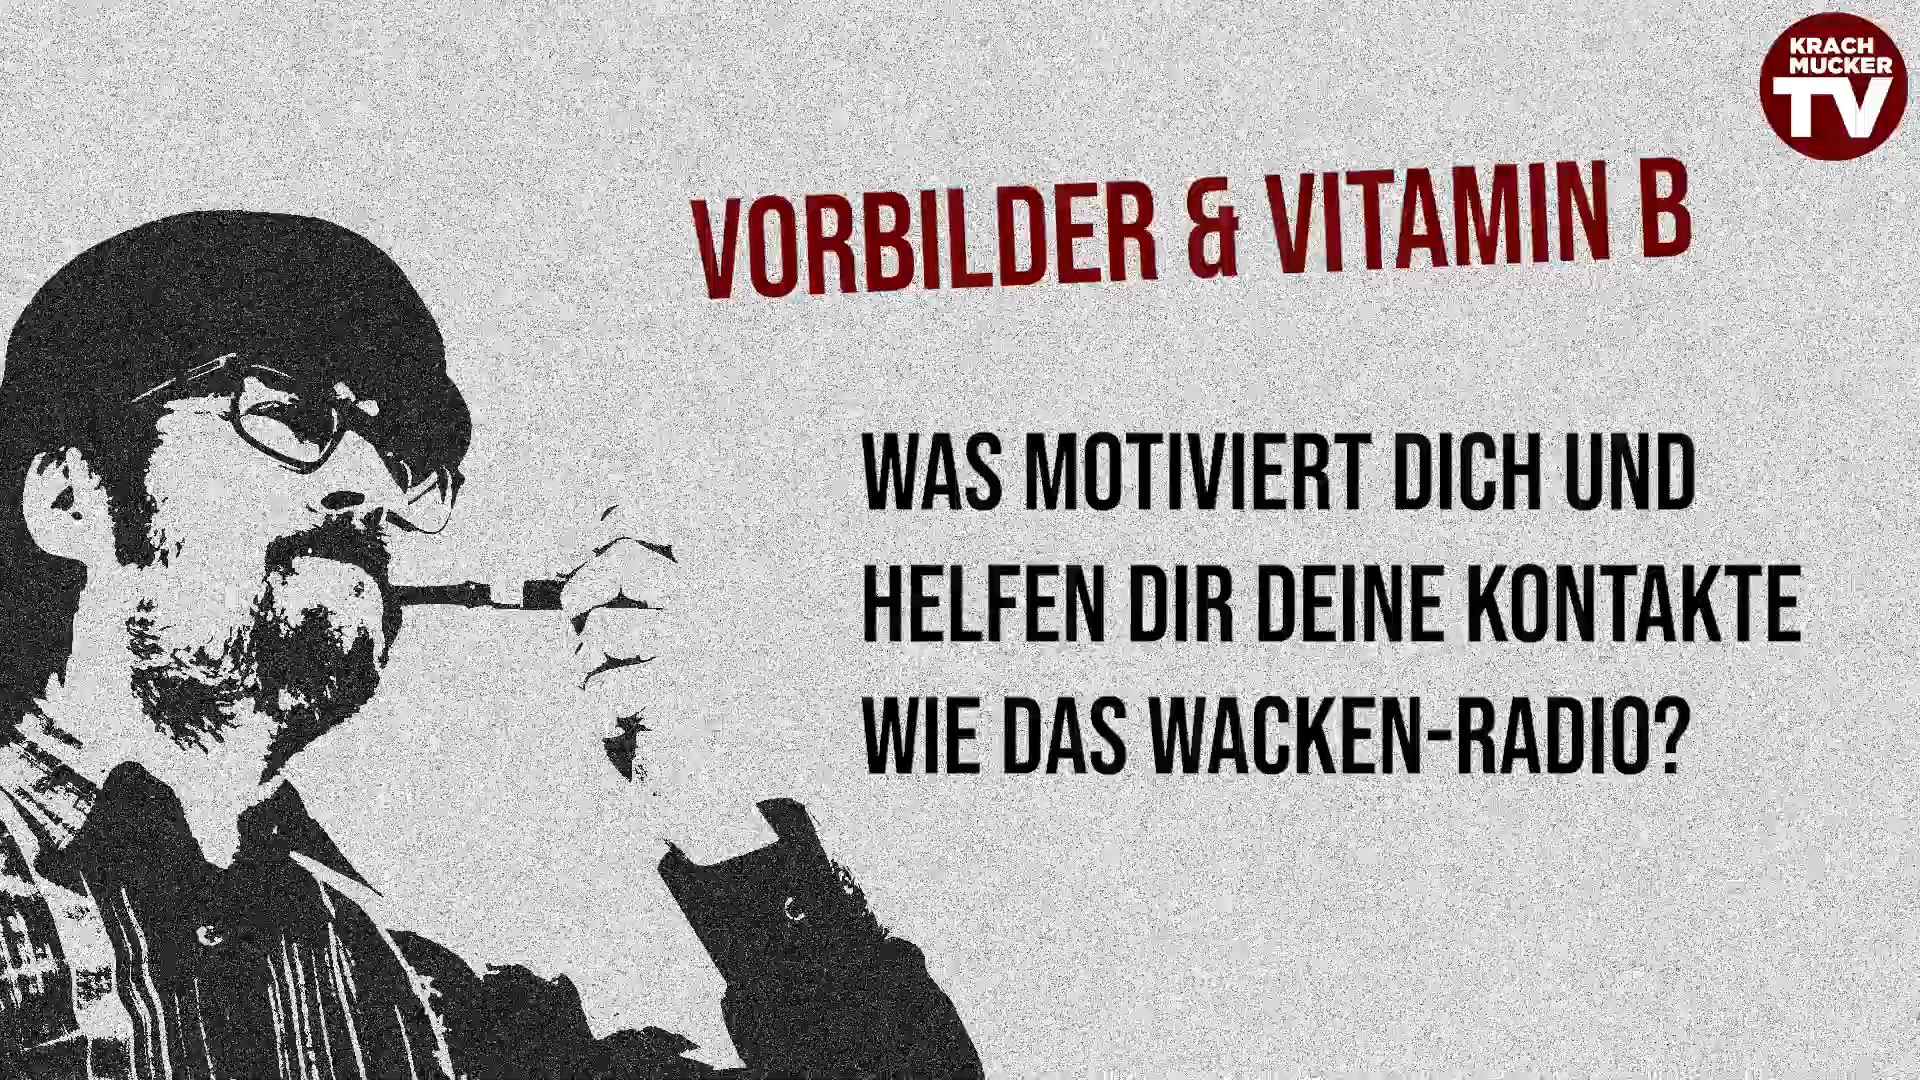 KRACH
MUCKER
TV
VORBILDER & VITAMIN B
WAS MOTIVIERT DICH UND
HELFEN DIR DEINE KONTAKTE
WIE DAS WACKEN-RADIO?